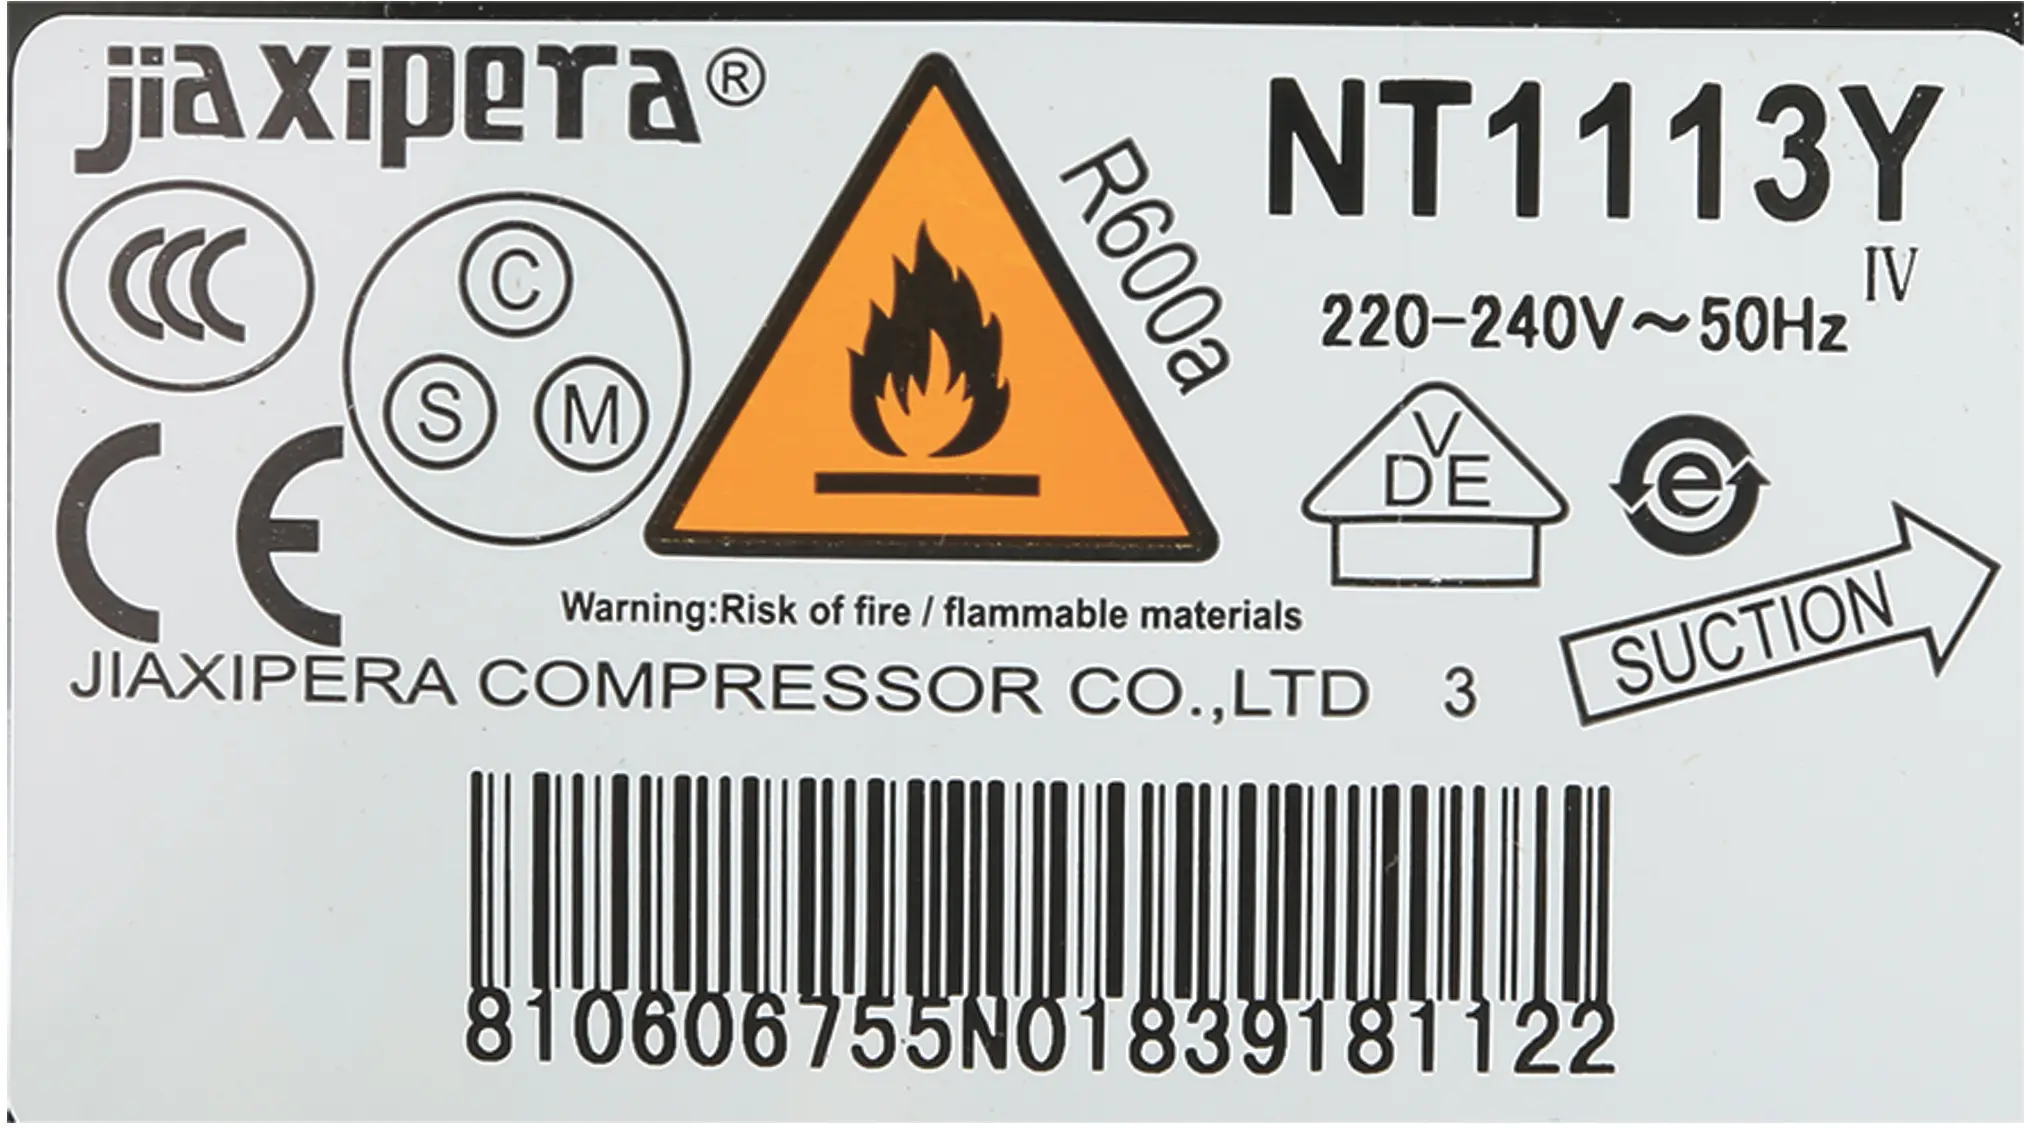 jiaxipera®
NT1113Y
IV
220-240V~50Hz
R600a
CCC
C
S
M
CE
VDE
e
SUCTION
Warning:Risk of fire / flammable materials
JIAXIPERA COMPRESSOR CO.,LTD 3
810606755N01839181122